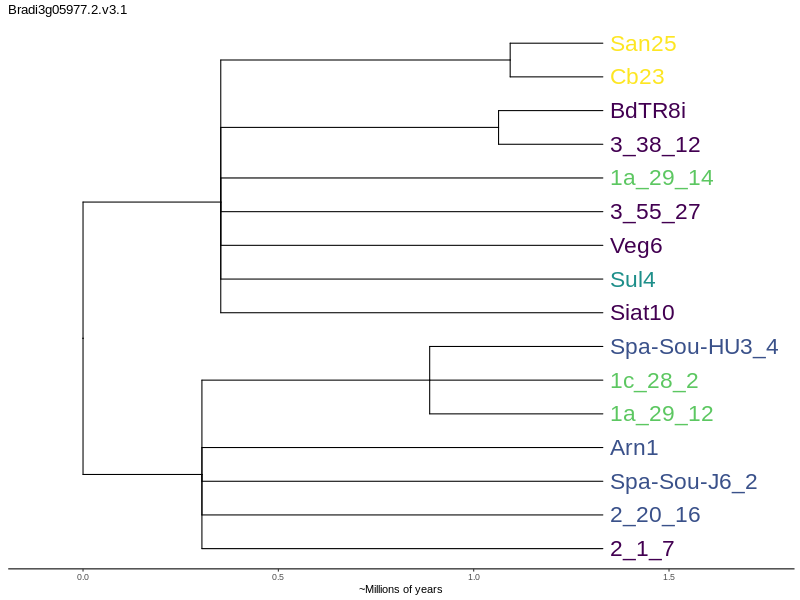 Bradi3g05977.2.v3.1
San25
Cb23
BdTR8i
3_38_12
1a_29_14
3_55_27
Veg6
Sul4
Siat10
Spa-Sou-HU3_4
1c_28_2
1a_29_12
Arn1
Spa-Sou-J6_2
2_20_16
2_1_7
0.0 0.5 1.0 1.5
~Millions of years